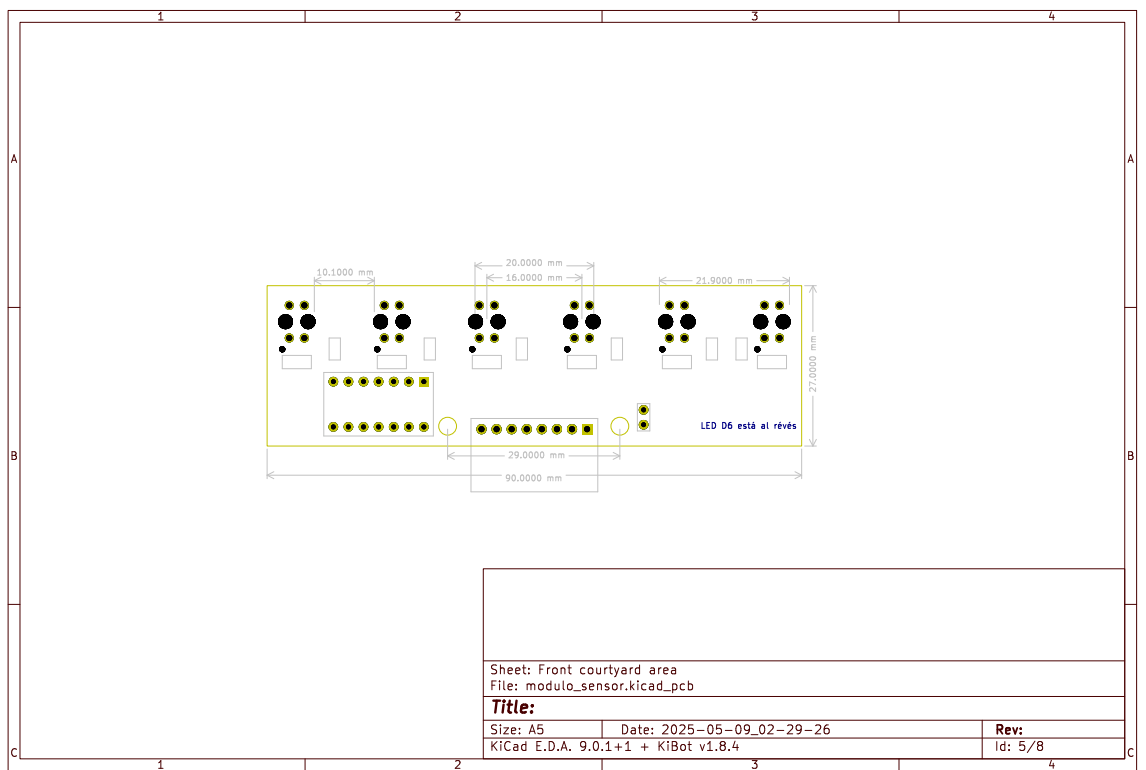 1 2 3 4
A A
20.0000 mm
10.1000 mm
16.0000 mm
21.9000 mm
27.0000 mm
LED D6 está al révés
B B
29.0000 mm
90.0000 mm
Sheet: Front courtyard area
File: modulo_sensor.kicad_pcb
Title:
Size: A5 Date: 2025-05-09_02-29-26 Rev:
KiCad E.D.A. 9.0.1+1 + KiBot v1.8.4 Id: 5/8
C C
1 2 3 4